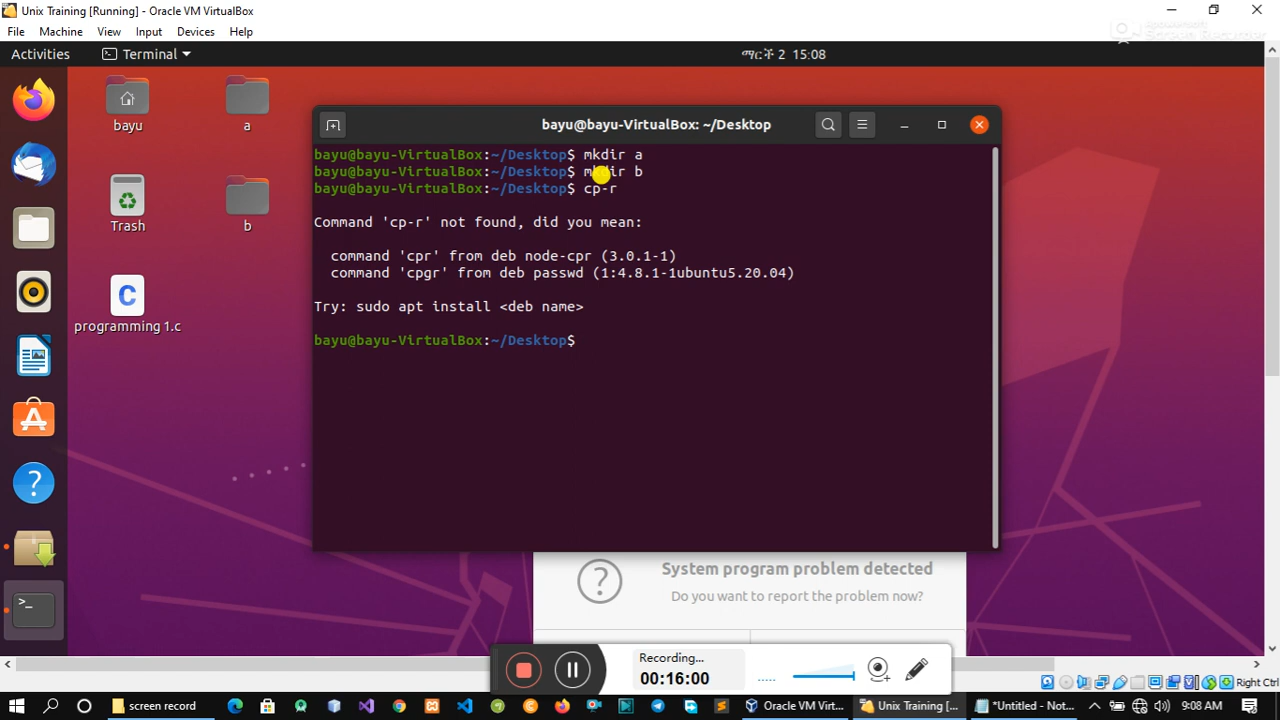 Unix Training [Running] - Oracle VM VirtualBox
File Machine View Input Devices Help
Activities Terminal ማርች 2 15:08
bayu a
Trash b
programming 1.c
bayu@bayu-VirtualBox: ~/Desktop
bayu@bayu-VirtualBox:~/Desktop$ mkdir a
bayu@bayu-VirtualBox:~/Desktop$ mkdir b
bayu@bayu-VirtualBox:~/Desktop$ cp-r
Command 'cp-r' not found, did you mean:
command 'cpr' from deb node-cpr (3.0.1-1)
command 'cpgr' from deb passwd (1:4.8.1-1ubuntu5.20.04)
Try: sudo apt install <deb name>
bayu@bayu-VirtualBox:~/Desktop$
System program problem detected
Do you want to report the problem now?
Recording...
00:16:00
Right Ctrl
screen record Oracle VM Virt... Unix Training [... *Untitled - Not... 9:08 AM